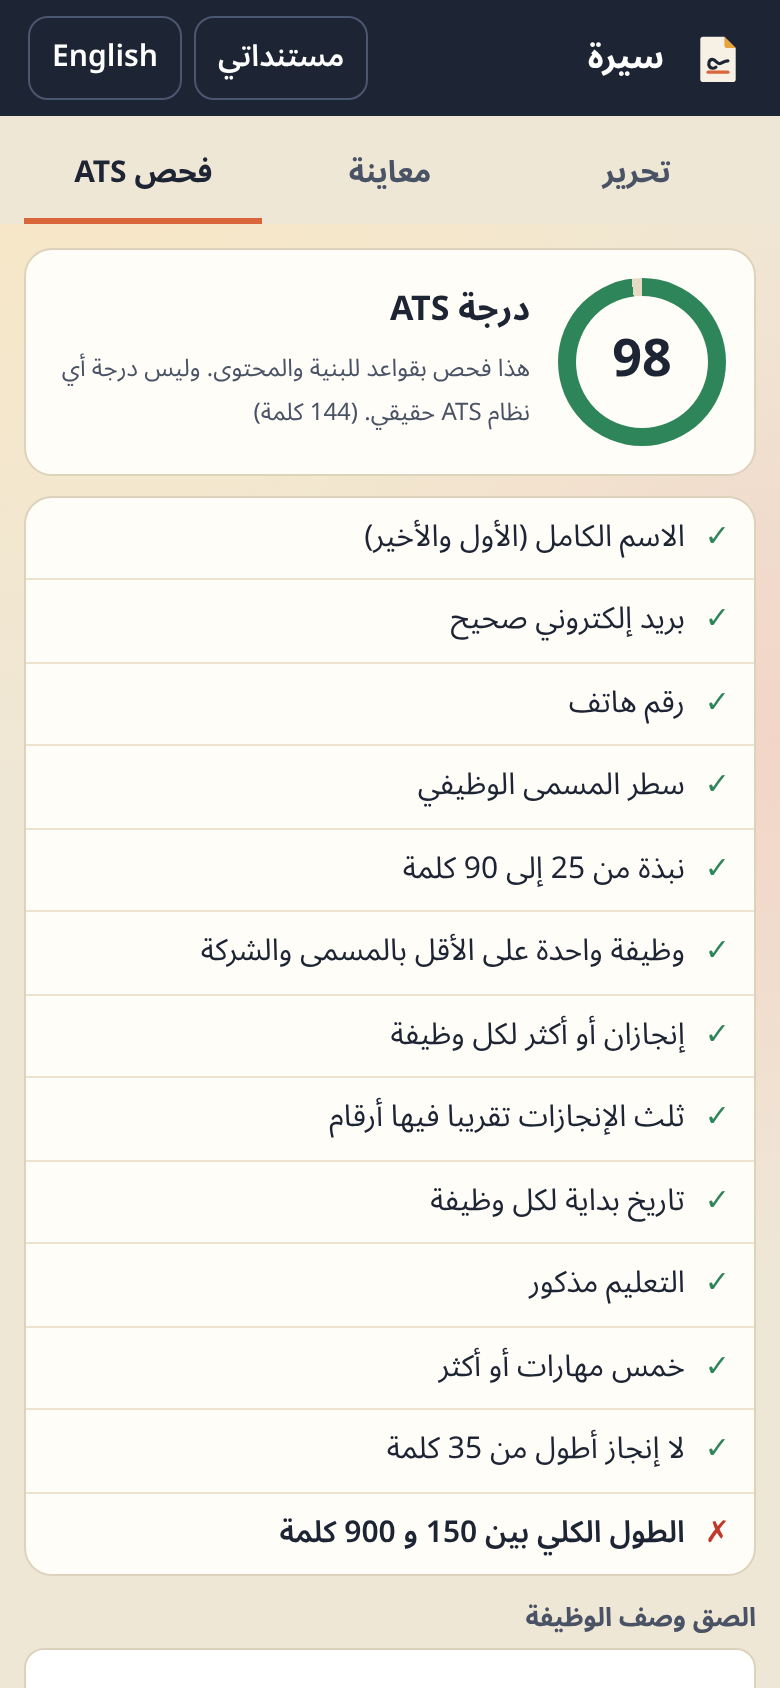 سيرة
مستنداتي
English
تحرير
معاينة
فحص ATS
98
درجة ATS
هذا فحص بقواعد للبنية والمحتوى. وليس درجة أي
نظام ATS حقيقي. (144 كلمة)
✓ الاسم الكامل (الأول والأخير)
✓ بريد إلكتروني صحيح
✓ رقم هاتف
✓ سطر المسمى الوظيفي
✓ نبذة من 25 إلى 90 كلمة
✓ وظيفة واحدة على الأقل بالمسمى والشركة
✓ إنجازان أو أكثر لكل وظيفة
✓ ثلث الإنجازات تقريبا فيها أرقام
✓ تاريخ بداية لكل وظيفة
✓ التعليم مذكور
✓ خمس مهارات أو أكثر
✓ لا إنجاز أطول من 35 كلمة
✗ الطول الكلي بين 150 و 900 كلمة
الصق وصف الوظيفة